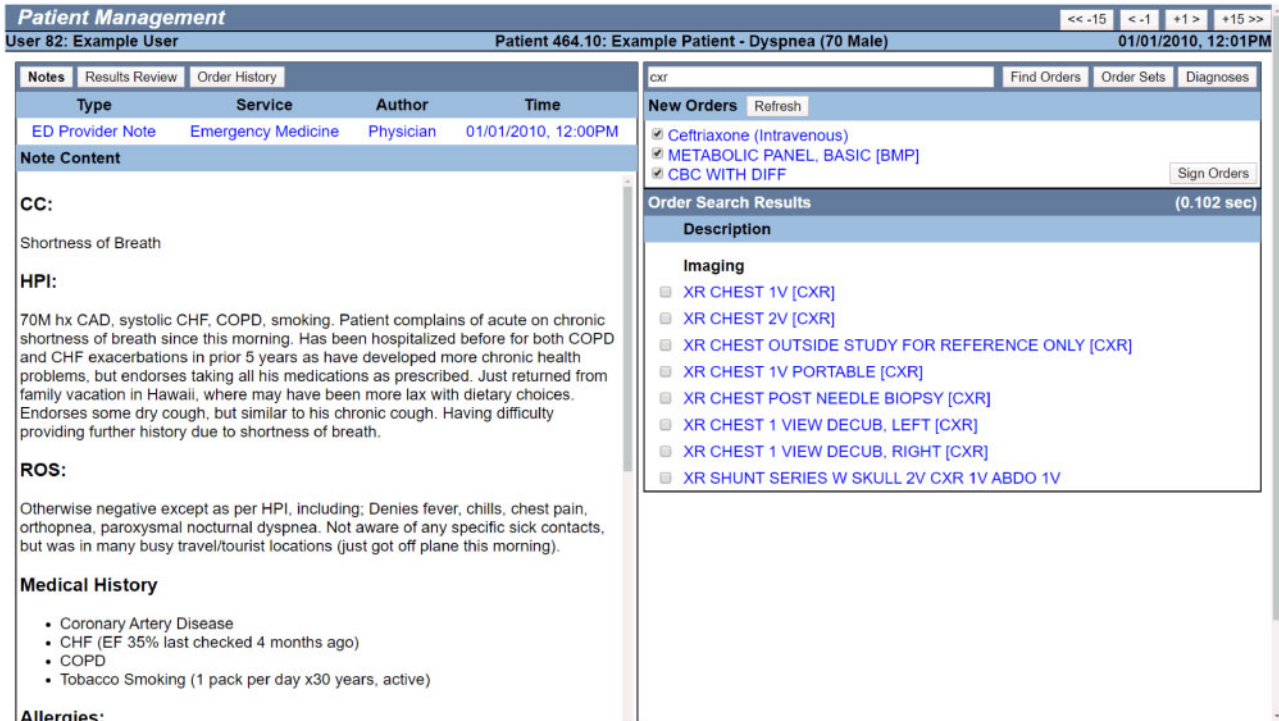 Patient Management
<< -15 < -1 +1 > +15 >>
User 82: Example User
Patient 464.10: Example Patient - Dyspnea (70 Male)
01/01/2010, 12:01PM
Notes Results Review Order History
Type Service Author Time
ED Provider Note Emergency Medicine Physician 01/01/2010, 12:00PM
Note Content
CC:
Shortness of Breath
HPI:
70M hx CAD, systolic CHF, COPD, smoking. Patient complains of acute on chronic
shortness of breath since this morning. Has been hospitalized before for both COPD
and CHF exacerbations in prior 5 years as have developed more chronic health
problems, but endorses taking all his medications as prescribed. Just returned from
family vacation in Hawaii, where may have been more lax with dietary choices.
Endorses some dry cough, but similar to his chronic cough. Having difficulty
providing further history due to shortness of breath.
ROS:
Otherwise negative except as per HPI, including; Denies fever, chills, chest pain,
orthopnea, paroxysmal nocturnal dyspnea. Not aware of any specific sick contacts,
but was in many busy travel/tourist locations (just got off plane this morning).
Medical History
• Coronary Artery Disease
• CHF (EF 35% last checked 4 months ago)
• COPD
• Tobacco Smoking (1 pack per day x30 years, active)
Allergies:
cxr
Find Orders Order Sets Diagnoses
New Orders Refresh
Ceftriaxone (Intravenous)
METABOLIC PANEL, BASIC [BMP]
CBC WITH DIFF
Sign Orders
Order Search Results (0.102 sec)
Description
Imaging
XR CHEST 1V [CXR]
XR CHEST 2V [CXR]
XR CHEST OUTSIDE STUDY FOR REFERENCE ONLY [CXR]
XR CHEST 1V PORTABLE [CXR]
XR CHEST POST NEEDLE BIOPSY [CXR]
XR CHEST 1 VIEW DECUB, LEFT [CXR]
XR CHEST 1 VIEW DECUB, RIGHT [CXR]
XR SHUNT SERIES W SKULL 2V CXR 1V ABDO 1V